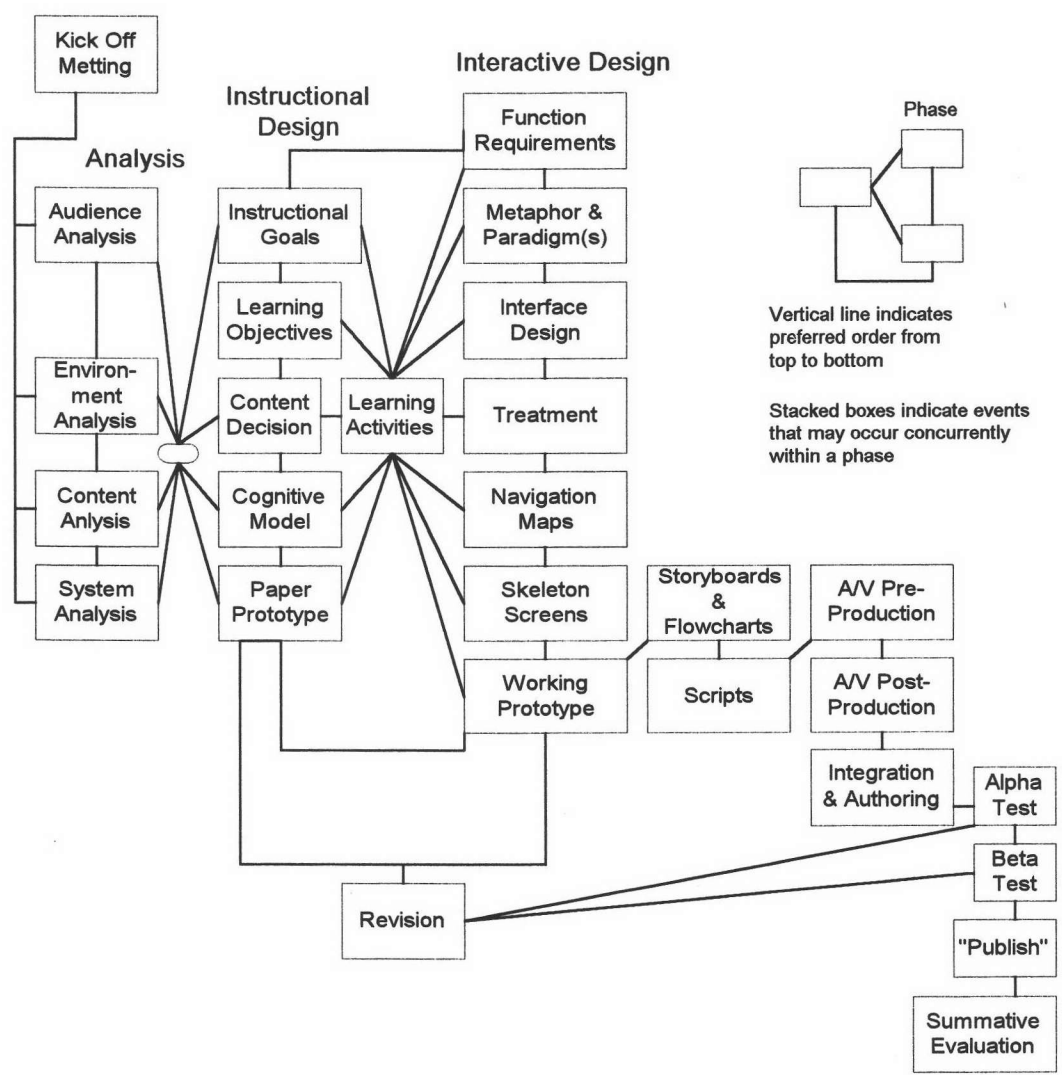 Kick Off
Metting
Analysis
Audience
Analysis
Environ-
ment
Analysis
Content
Anlysis
System
Analysis
Instructional
Design
Instructional
Goals
Learning
Objectives
Content
Decision
Cognitive
Model
Paper
Prototype
Learning
Activities
Interactive Design
Function
Requirements
Metaphor &
Paradigm(s)
Interface
Design
Treatment
Navigation
Maps
Skeleton
Screens
Working
Prototype
Storyboards
&
Flowcharts
Scripts
A/V Pre-
Production
A/V Post-
Production
Integration
& Authoring
Alpha
Test
Beta
Test
"Publish"
Summative
Evaluation
Revision
Phase
Vertical line indicates
preferred order from
top to bottom
Stacked boxes indicate events
that may occur concurrently
within a phase